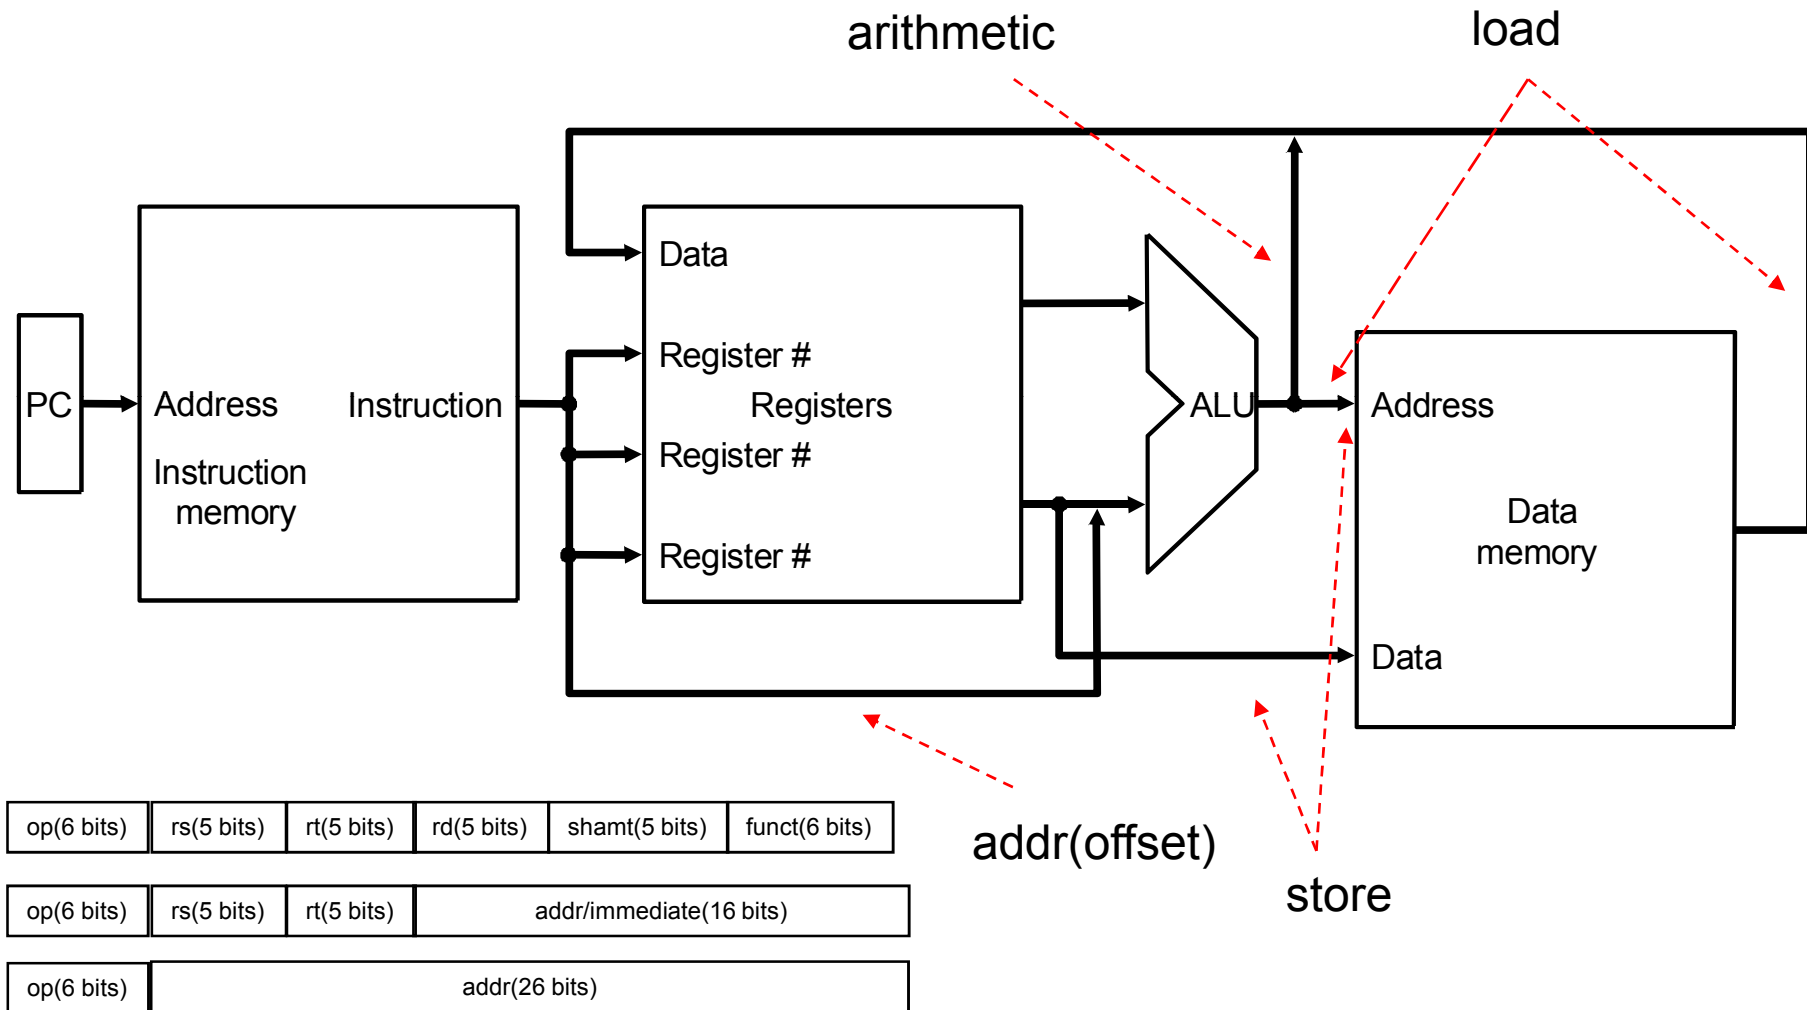 arithmetic
load
Data
Register #
PC
Address
Instruction
Registers
ALU
Address
Register #
Instruction
memory
Data
memory
Register #
Data
addr(offset)
store
op(6 bits) rs(5 bits) rt(5 bits) rd(5 bits) shamt(5 bits) funct(6 bits)
op(6 bits) rs(5 bits) rt(5 bits) addr/immediate(16 bits)
op(6 bits) addr(26 bits)